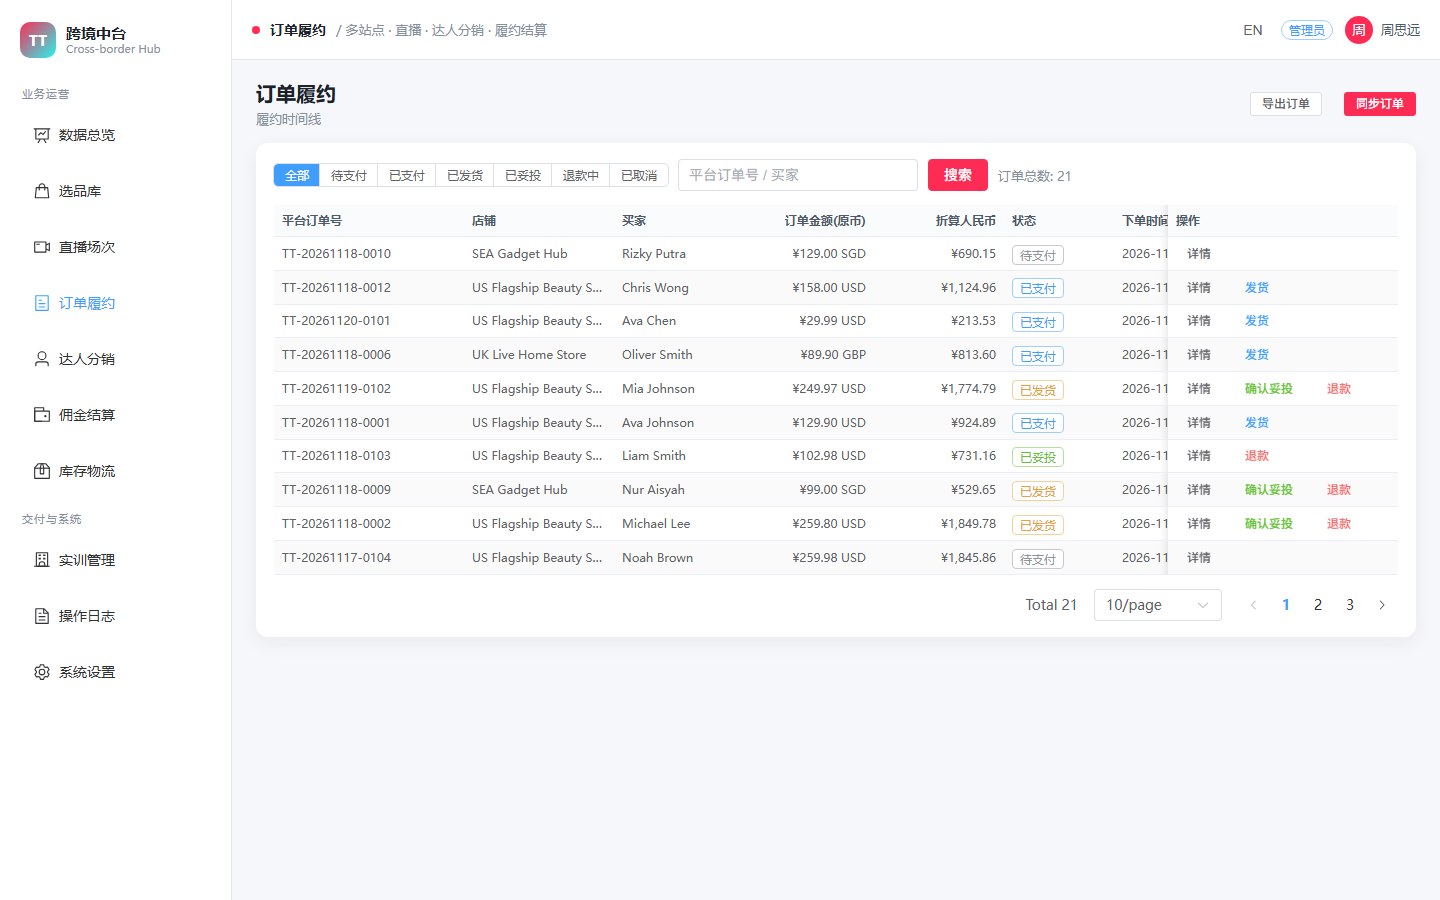 TT
跨境中台
Cross-border Hub
业务运营
数据总览
选品库
直播场次
订单履约
达人分销
佣金结算
库存物流
交付与系统
实训管理
操作日志
系统设置
订单履约 / 多站点 · 直播 · 达人分销 · 履约结算
EN 管理员 周 周思远
订单履约
履约时间线
导出订单 同步订单
全部 待支付 已支付 已发货 已妥投 退款中 已取消 平台订单号 / 买家 搜索 订单总数: 21
平台订单号 店铺 买家 订单金额(原币) 折算人民币 状态 下单时间 操作
TT-20261118-0010 SEA Gadget Hub Rizky Putra ¥129.00 SGD ¥690.15 待支付 2026-11 详情
TT-20261118-0012 US Flagship Beauty S... Chris Wong ¥158.00 USD ¥1,124.96 已支付 2026-11 详情 发货
TT-20261120-0101 US Flagship Beauty S... Ava Chen ¥29.99 USD ¥213.53 已支付 2026-11 详情 发货
TT-20261118-0006 UK Live Home Store Oliver Smith ¥89.90 GBP ¥813.60 已支付 2026-11 详情 发货
TT-20261119-0102 US Flagship Beauty S... Mia Johnson ¥249.97 USD ¥1,774.79 已发货 2026-11 详情 确认妥投 退款
TT-20261118-0001 US Flagship Beauty S... Ava Johnson ¥129.90 USD ¥924.89 已支付 2026-11 详情 发货
TT-20261118-0103 US Flagship Beauty S... Liam Smith ¥102.98 USD ¥731.16 已妥投 2026-11 详情 退款
TT-20261118-0009 SEA Gadget Hub Nur Aisyah ¥99.00 SGD ¥529.65 已发货 2026-11 详情 确认妥投 退款
TT-20261118-0002 US Flagship Beauty S... Michael Lee ¥259.80 USD ¥1,849.78 已发货 2026-11 详情 确认妥投 退款
TT-20261117-0104 US Flagship Beauty S... Noah Brown ¥259.98 USD ¥1,845.86 待支付 2026-11 详情
Total 21 10/page 1 2 3